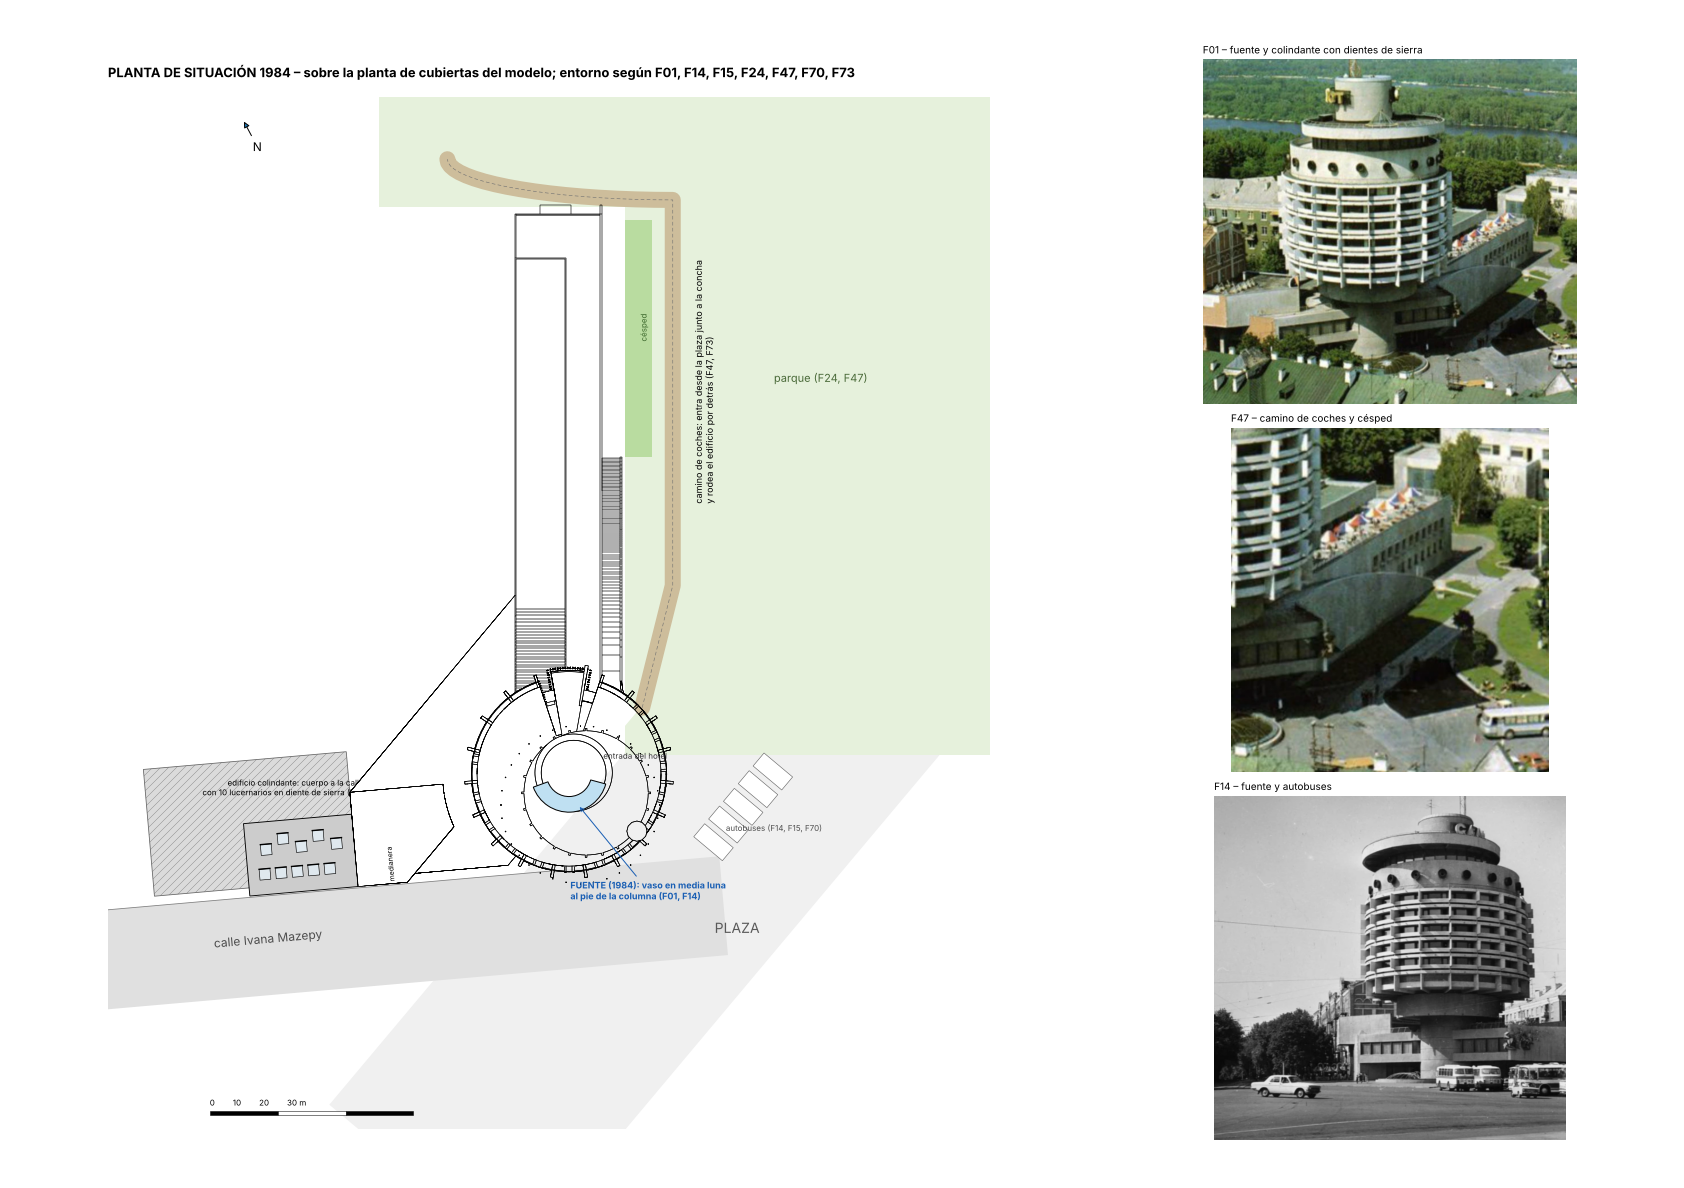 PLANTA DE SITUACIÓN 1984 – sobre la planta de cubiertas del modelo; entorno según F01, F14, F15, F24, F47, F70, F73
N
césped
camino de coches: entra desde la plaza junto a la concha
y rodea el edificio por detrás (F47, F73)
parque (F24, F47)
entrada del hotel
edificio colindante: cuerpo a la cal
con 10 lucernarios en diente de sierra
medianera
autobuses (F14, F15, F70)
FUENTE (1984): vaso en media luna
al pie de la columna (F01, F14)
PLAZA
calle Ivana Mazepy
0 10 20 30 m
F01 – fuente y colindante con dientes de sierra
F47 – camino de coches y césped
F14 – fuente y autobuses